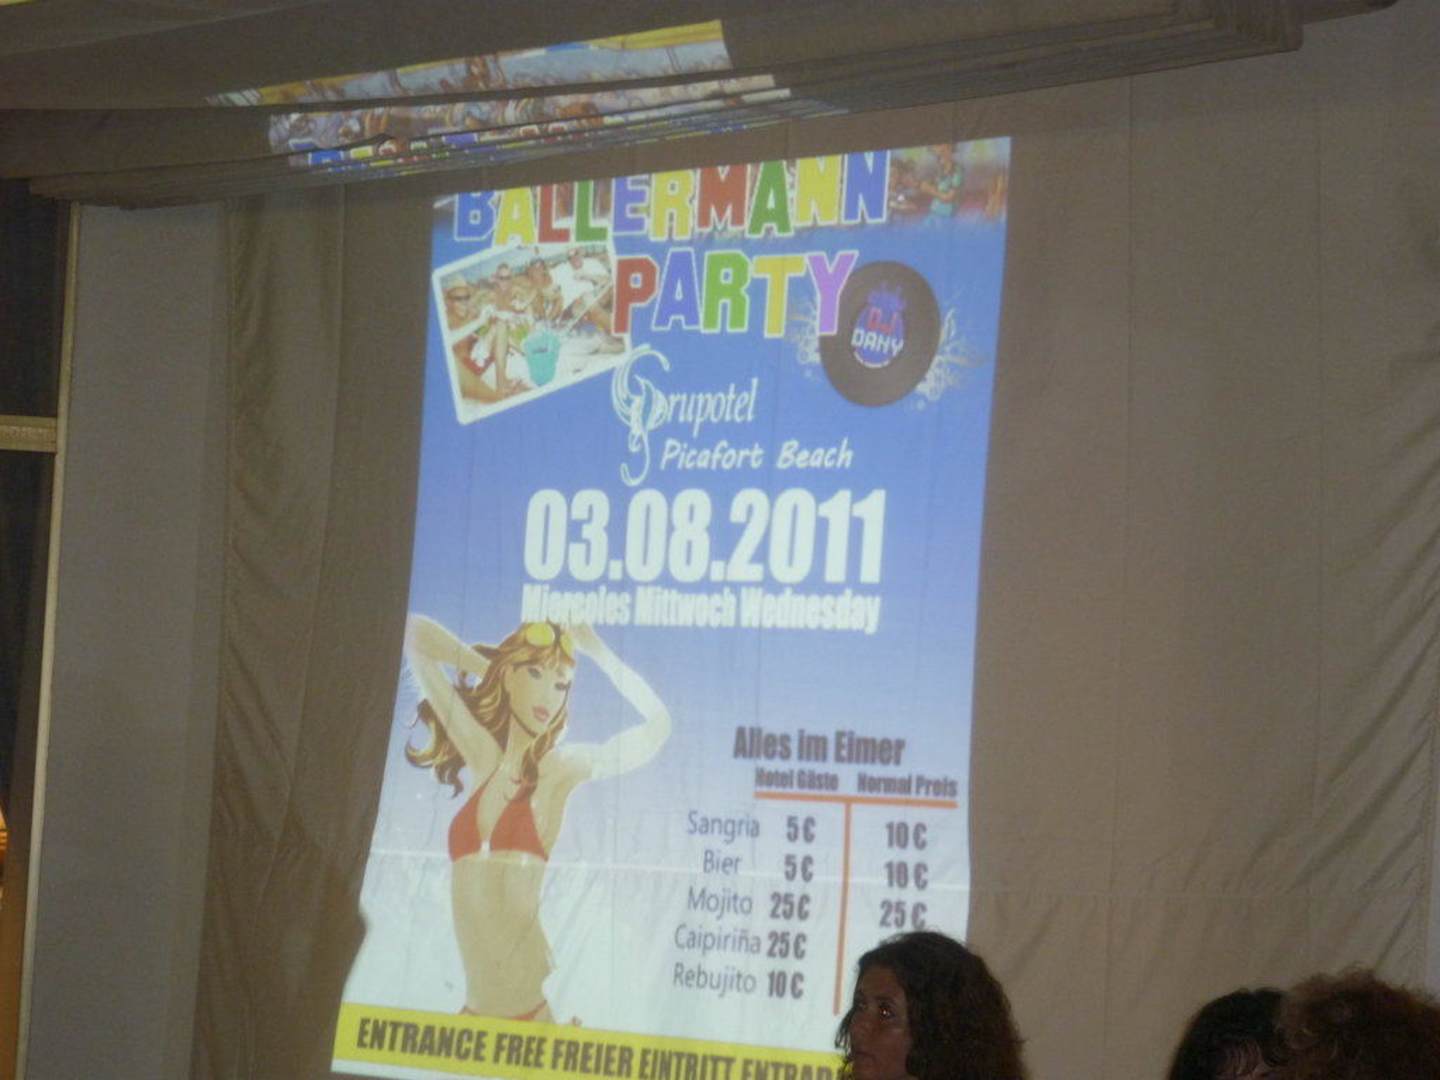 BALLERMANN
PARTY
DJ
DANY
Grupotel
Picafort Beach
03.08.2011
Miercoles Mittwoch Wednesday
Alles im Eimer
Hotel Gäste Normal Preis
Sangria 5€ 10€
Bier 5€ 10€
Mojito 25€ 25€
Caipiriña 25€
Rebujito 10€
ENTRANCE FREE FREIER EINTRITT